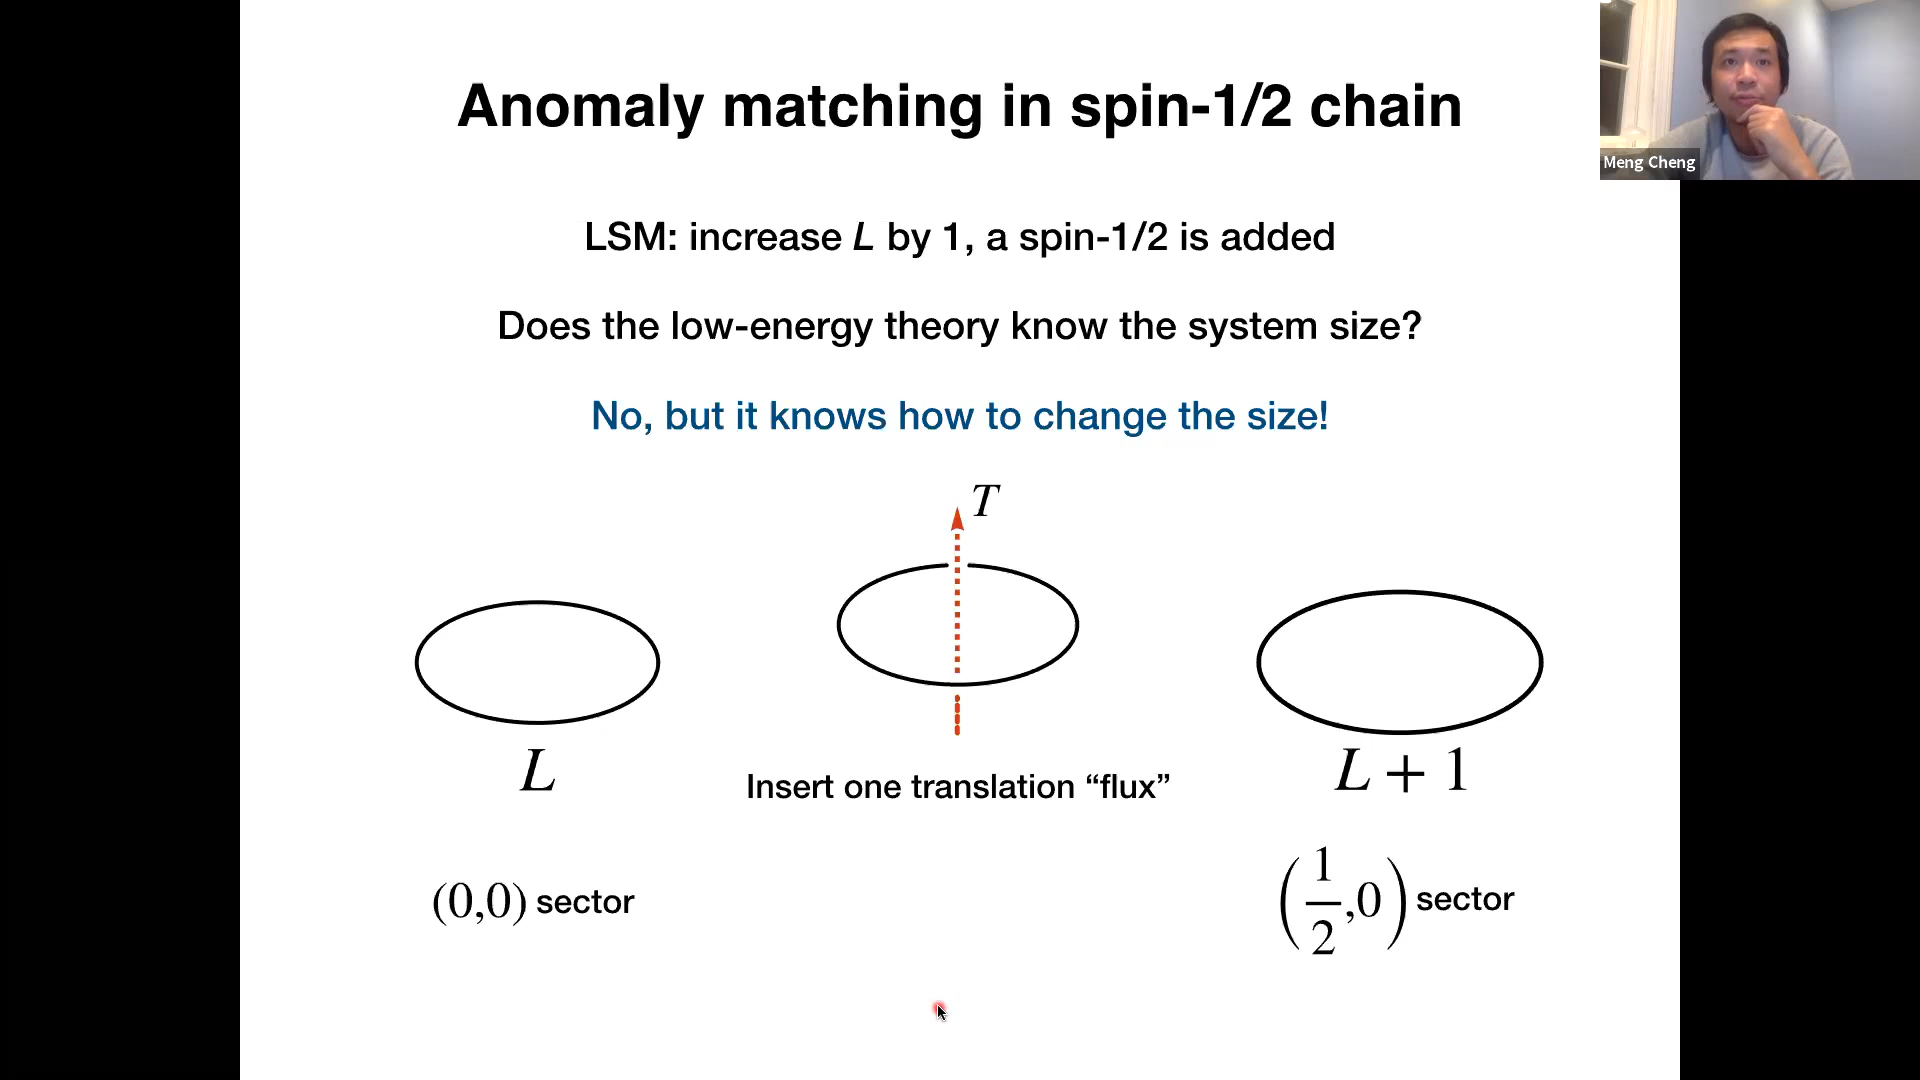 Anomaly matching in spin-1/2 chain
Meng Cheng
LSM: increase L by 1, a spin-1/2 is added
Does the low-energy theory know the system size?
No, but it knows how to change the size!
T
L
Insert one translation “flux”
L + 1
(0,0) sector
(1/2,0) sector